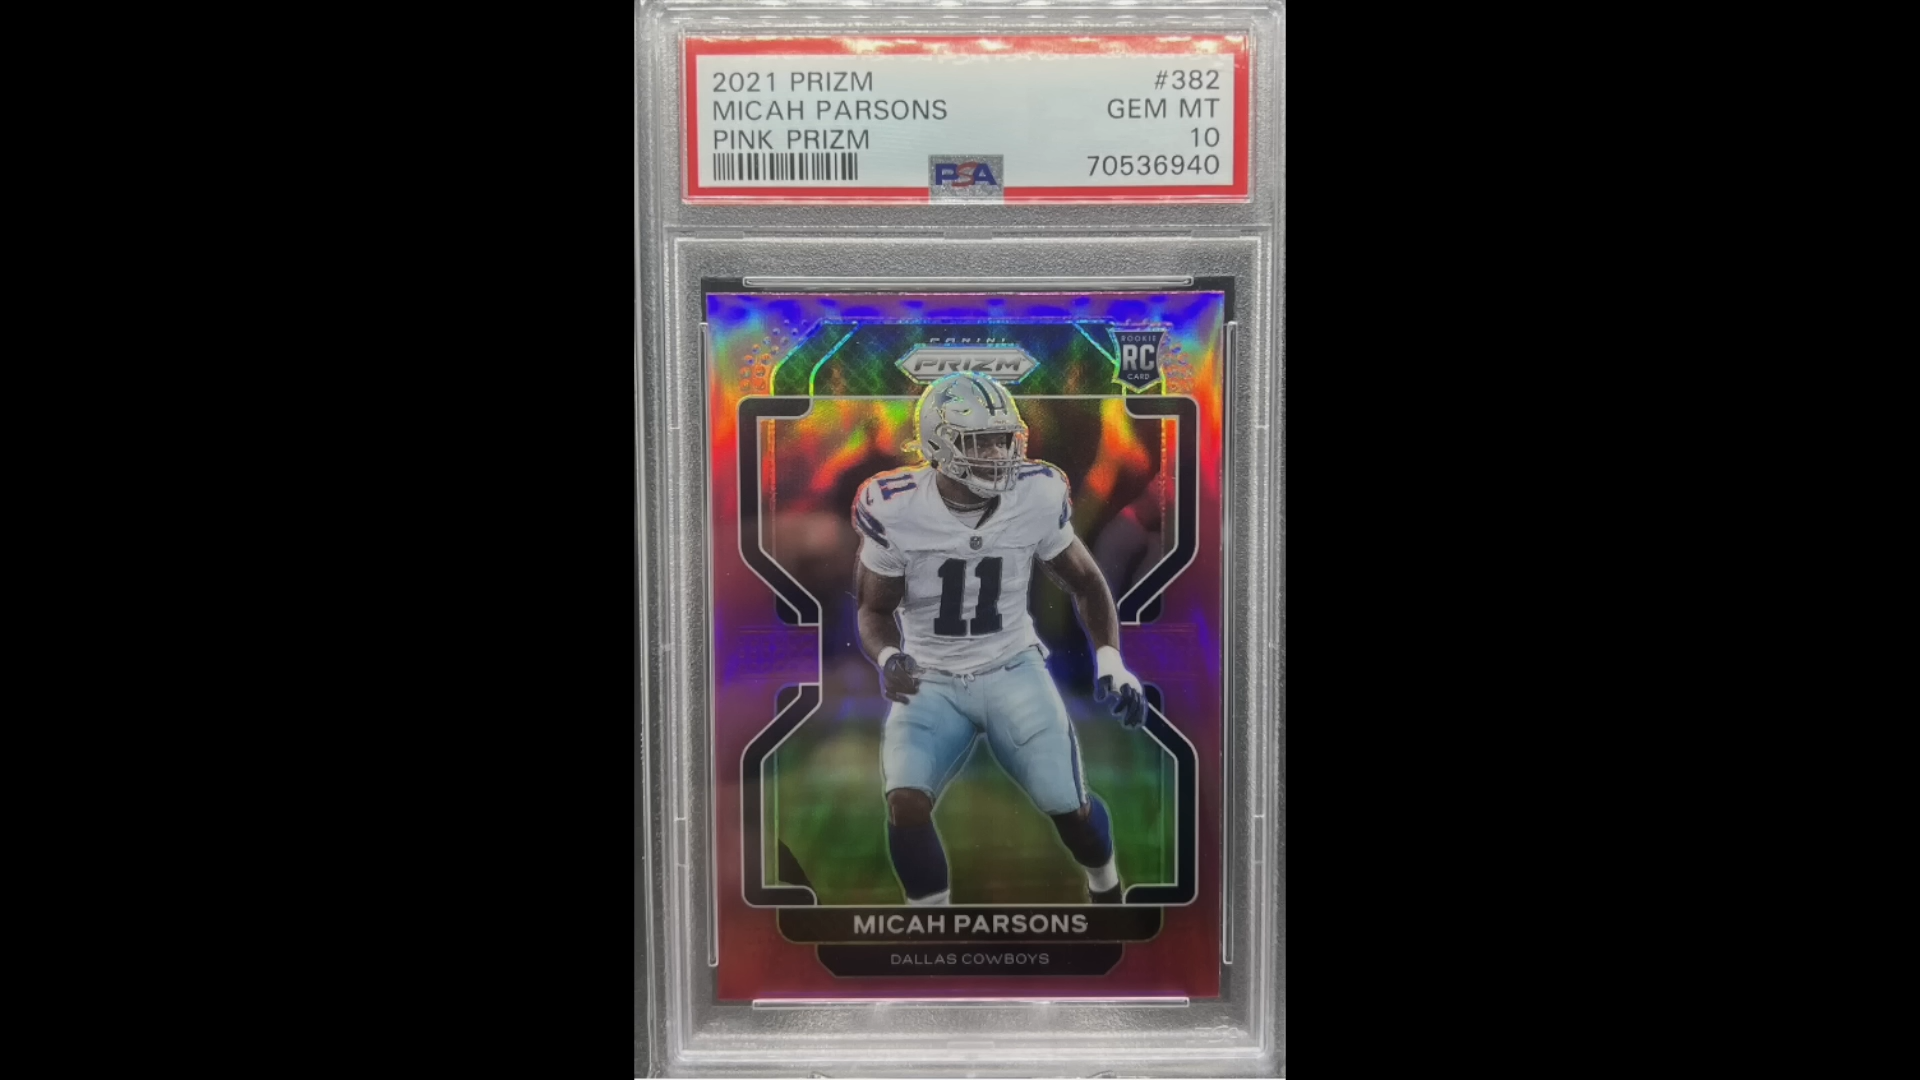 2021 PRIZM #382
MICAH PARSONS GEM MT
PINK PRIZM 10
70536940
PSA
PANINI
PRIZM
ROOKIE
RC
CARD
11
11
MICAH PARSONS
DALLAS COWBOYS